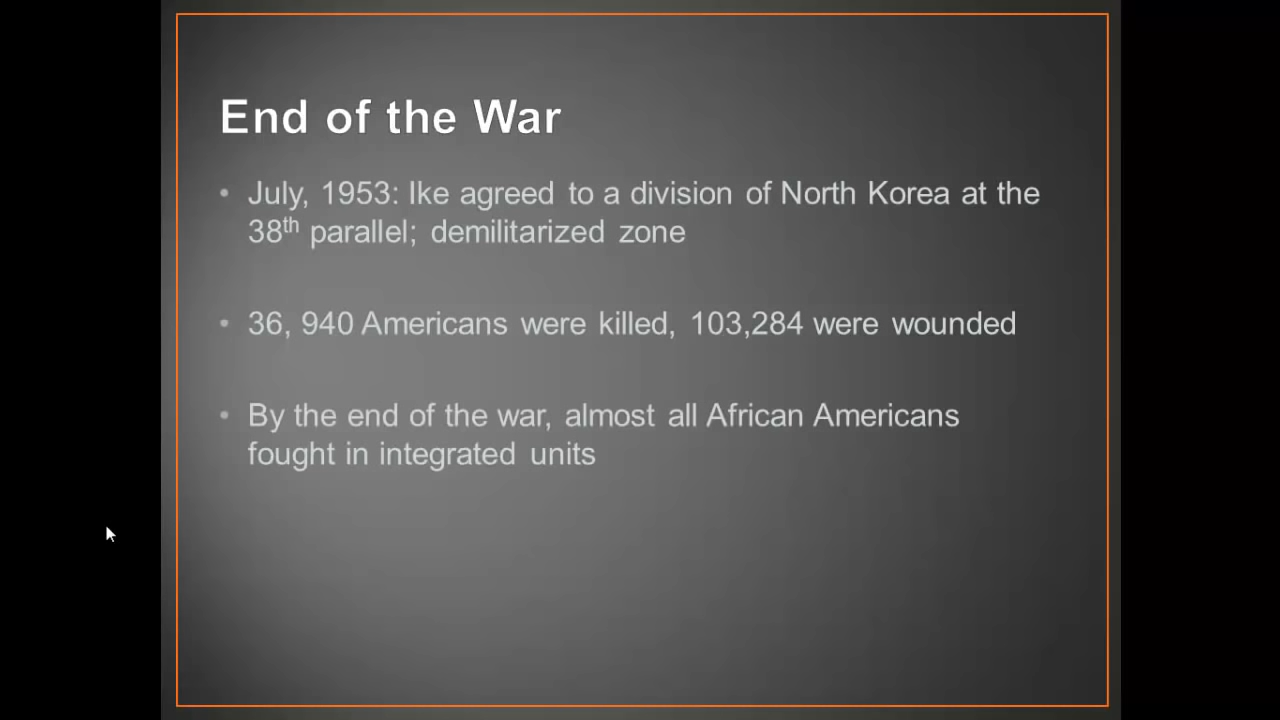 End of the War
• July, 1953: Ike agreed to a division of North Korea at the
38th parallel; demilitarized zone
• 36, 940 Americans were killed, 103,284 were wounded
• By the end of the war, almost all African Americans
fought in integrated units